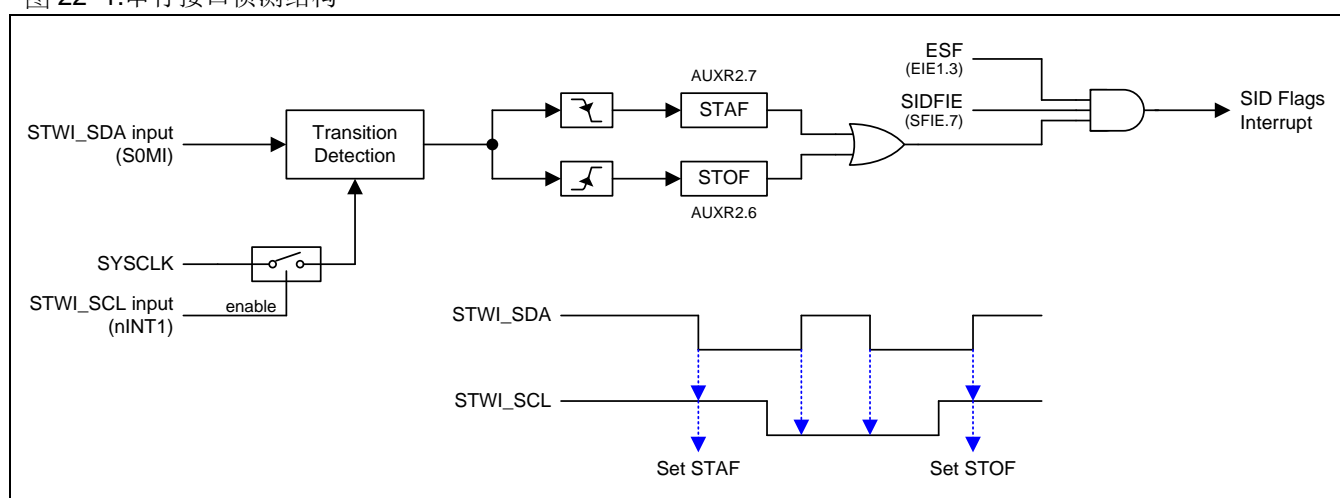 图 22–1.串行接口侦测结构
ESF
(EIE1.3)
SIDFIE
(SFIE.7)
SID Flags
Interrupt
AUXR2.7
STAF
STOF
AUXR2.6
STWI_SDA input
(S0MI)
Transition
Detection
SYSCLK
STWI_SCL input
(nINT1)
enable
STWI_SDA
STWI_SCL
Set STAF
Set STOF